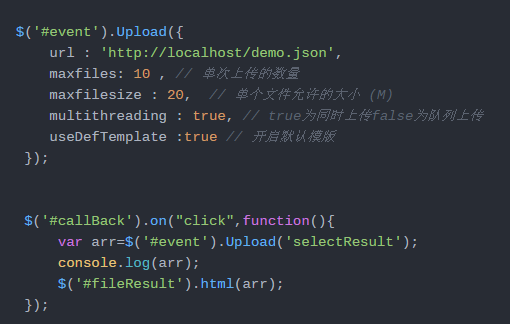 $('#event').Upload({
url : 'http://localhost/demo.json',
maxfiles: 10 , // 单次上传的数量
maxfilesize : 20,  // 单个文件允许的大小 (M)
multithreading : true, // true为同时上传false为队列上传
useDefTemplate :true // 开启默认模版
});
$('#callBack').on("click",function(){
var arr=$('#event').Upload('selectResult');
console.log(arr);
$('#fileResult').html(arr);
});